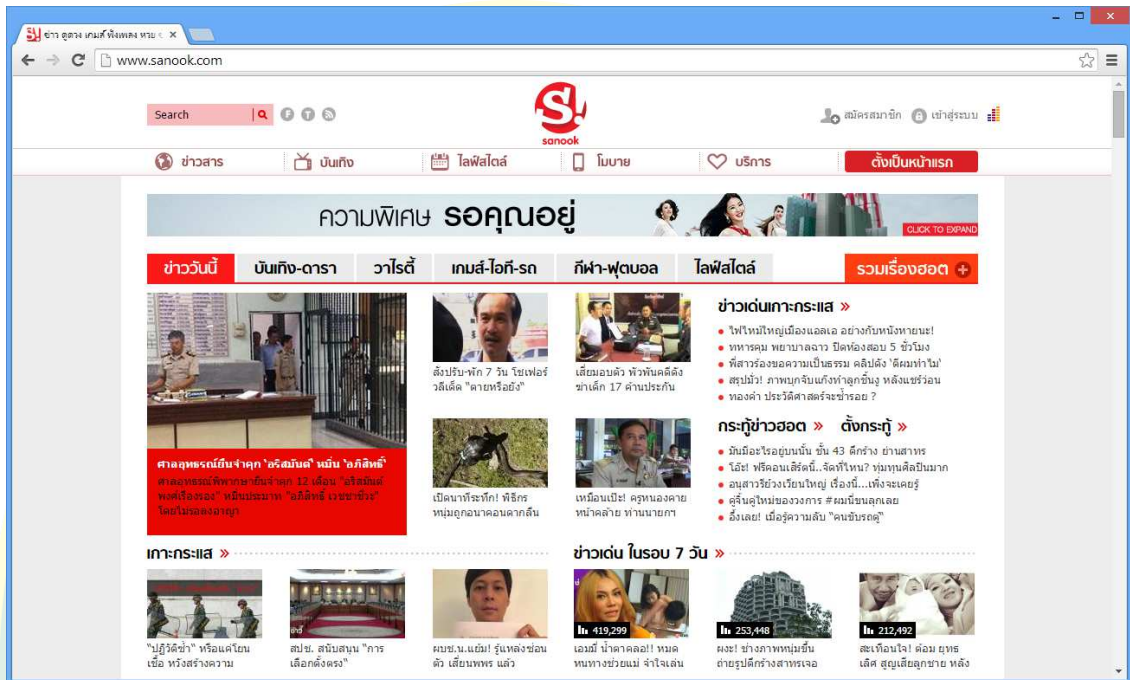 ข่าว ดูดวง เกมส์ ฟังเพลง หวย
www.sanook.com
Search
S!
sanook
สมัครสมาชิก
เข้าสู่ระบบ
ข่าวสาร
บันเทิง
ไลฟ์สไตล์
โมบาย
บริการ
ตั้งเป็นหน้าแรก
ความพิเศษ รอคุณอยู่
CLICK TO EXPAND
ข่าววันนี้
บันเทิง-ดารา
วาไรตี้
เกมส์-ไอที-รถ
กีฬา-ฟุตบอล
ไลฟ์สไตล์
รวมเรื่องฮอต
ศาลอุทธรณ์ยืนจำคุก 'อริสมันต์' หมิ่น 'อภิสิทธิ์'
ศาลอุทธรณ์พิพากษายืนจำคุก 12 เดือน "อริสมันต์
พงศ์เรืองรอง" หมิ่นประมาท "อภิสิทธิ์ เวชชาชีวะ"
โดยไม่รอลงอาญา
สั่งปรับ-พัก 7 วัน โชเฟอร์
วลีเด็ด "ตายหรือยัง"
เสี่ยมอบตัว พัวพันคดีดัง
ฆ่าเด็ก 17 ค้านประกัน
เปิดนาทีระทึก! พิธีกร
หนุ่มถูกอนาคอนดากลืน
เหมือนเป๊ะ! ครูหนองคาย
หน้าคล้าย ท่านนายกฯ
ข่าวเด่นเกาะกระแส »
ไฟไหม้ใหญ่เมืองแอลเอ อย่างกับหนังหายนะ!
ทหารคุม พยาบาลฉาว ปิดห้องสอบ 5 ชั่วโมง
พี่สาวร้องขอความเป็นธรรม คลิปดัง 'ผิดมากไหม'
สรุปมั่ว! ภาพบุกจับแก๊งทำลูกชิ้นงู หลังแชร์ว่อน
ทองคำ ประวัติศาสตร์จะซ้ำรอย ?
กระทู้ข่าวฮอต »
ตั้งกระทู้ »
มันมีอะไรอยู่บนนั้น ชั้น 43 ตึกร้าง ย่านสาทร
โอ๊ะ! ฟรีคอนเสิร์ตนี้..จัดที่ไหน? ทุ่มทุนศิลปินมาก
อนุสาวรีย์วงเวียนใหญ่ เรื่องนี้...เพิ่งจะเคยรู้
คู่จิ้นคู่ใหม่ของวงการ #ผมนี่ขนลุกเลย
อึ้งเลย! เมื่อรู้ความลับ "คนขับรถตู้"
เกาะกระแส »
ข่าวเด่น ในรอบ 7 วัน »
419,299
253,448
212,492
"ปฏิวัติซ้ำ" หรือแค่โยน
เชื้อ หวังสร้างความ
สปช. สนับสนุน "การ
เลือกตั้งตรง"
ผบช.น.แย้ม! รู้แหล่งซ่อน
ตัว เสี่ยนพพร แล้ว
เอมมี่ น้ำตาคลอ!! หมด
หนทางช่วยแม่ จำใจเล่น
ผงะ! ช่างภาพหนุ่มขึ้น
ถ่ายรูปตึกร้างสาทรเจอ
สะเทือนใจ! ต้อม ยุทธ
เลิศ สูญเสียลูกชาย หลัง